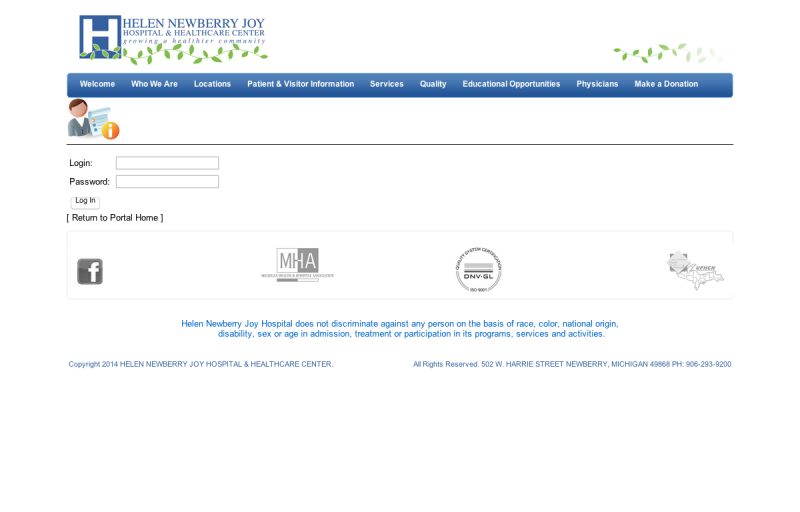 HELEN NEWBERRY JOY
HOSPITAL & HEALTHCARE CENTER
growing a healthier community
Welcome Who We Are Locations Patient & Visitor Information Services Quality Educational Opportunities Physicians Make a Donation
Login:
Password:
Log In
[ Return to Portal Home ]
MHA
MICHIGAN HEALTH & HOSPITAL ASSOCIATION
QUALITY SYSTEM CERTIFICATION
DNV·GL
ISO 9001
UPHCN
Helen Newberry Joy Hospital does not discriminate against any person on the basis of race, color, national origin,
disability, sex or age in admission, treatment or participation in its programs, services and activities.
Copyright 2014 HELEN NEWBERRY JOY HOSPITAL & HEALTHCARE CENTER. All Rights Reserved. 502 W. HARRIE STREET NEWBERRY, MICHIGAN 49868 PH: 906-293-9200